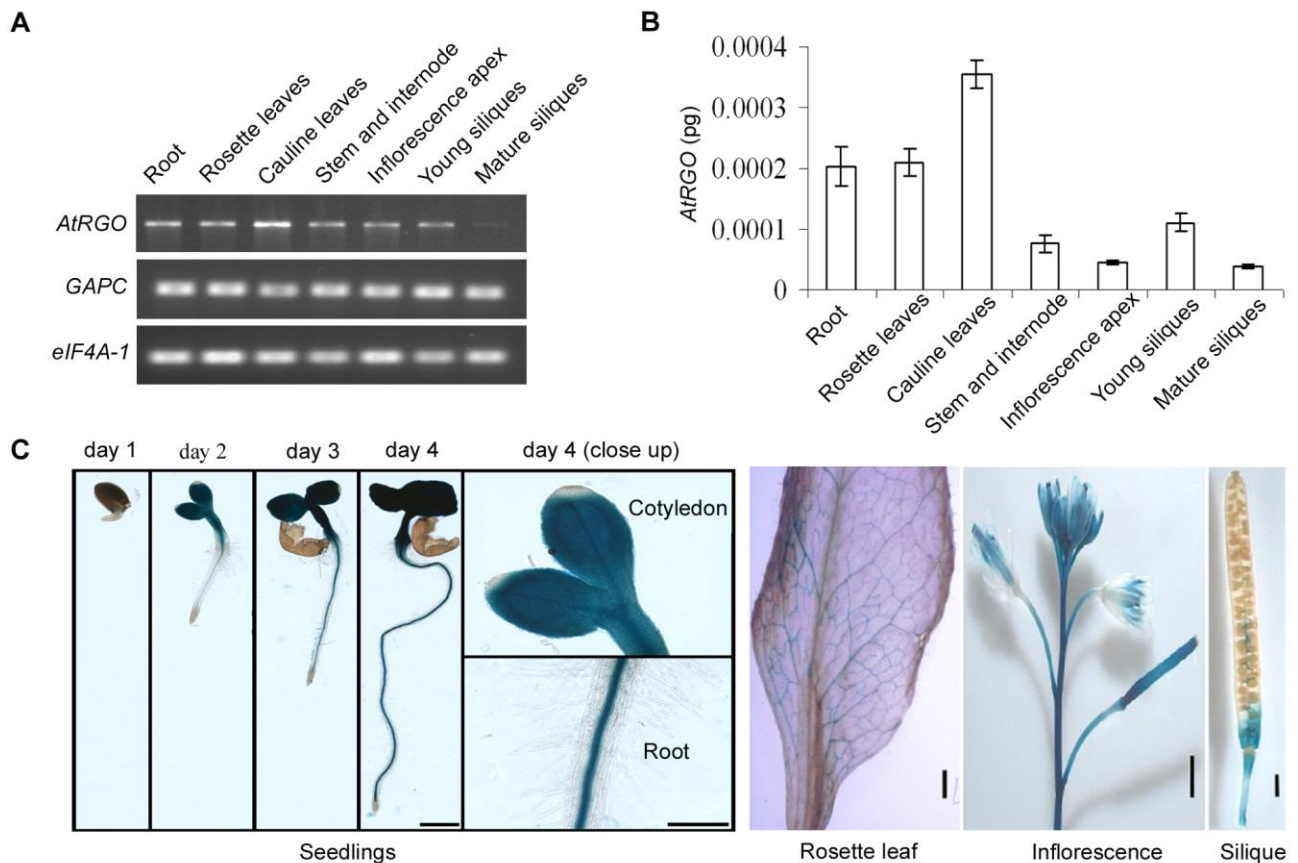 A
Root
Rosette leaves
Cauline leaves
Stem and internode
Inflorescence apex
Young siliques
Mature siliques
AtRGO
GAPC
eIF4A-1
B
AtRGO (pg)
0.0004
0.0003
0.0002
0.0001
0
Root
Rosette leaves
Cauline leaves
Stem and internode
Inflorescence apex
Young siliques
Mature siliques
C
day 1
day 2
day 3
day 4
day 4 (close up)
Cotyledon
Root
Seedlings
Rosette leaf
Inflorescence
Silique